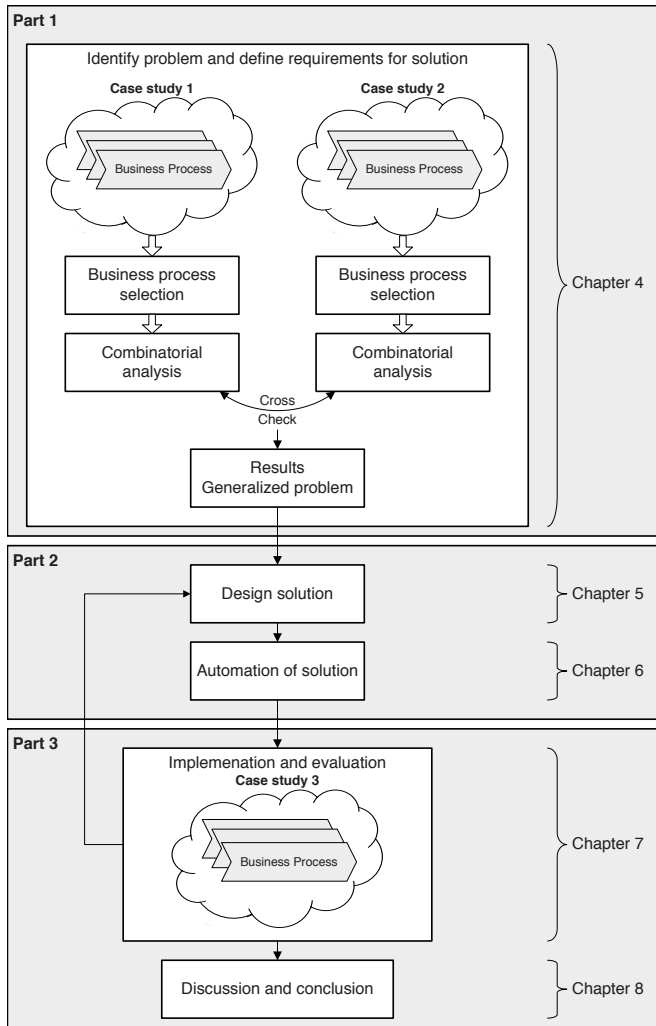 Part 1
Identify problem and define requirements for solution
Case study 1
Case study 2
Business Process
Business Process
Business process
selection
Business process
selection
Combinatorial
analysis
Combinatorial
analysis
Cross
Check
Results
Generalized problem
Chapter 4
Part 2
Design solution
Chapter 5
Automation of solution
Chapter 6
Part 3
Implemenation and evaluation
Case study 3
Business Process
Chapter 7
Discussion and conclusion
Chapter 8